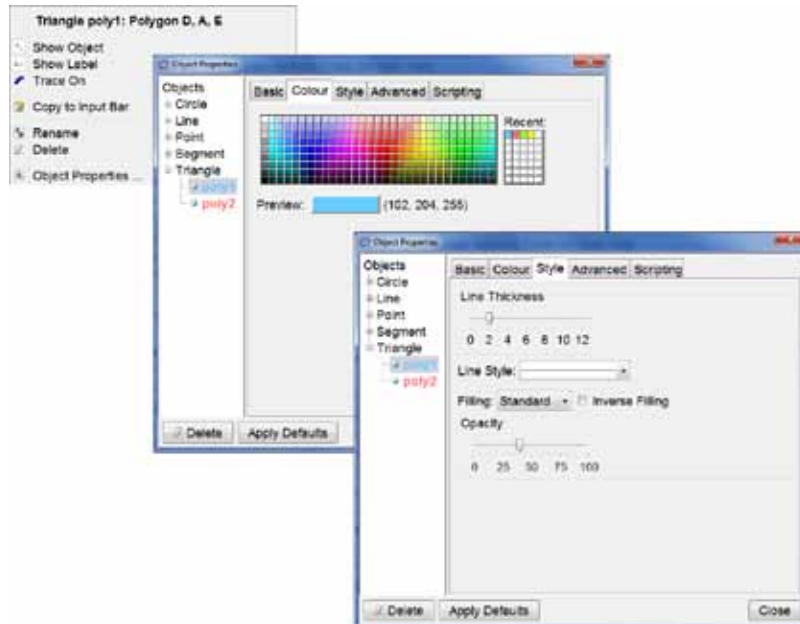 Triangle poly1: Polygon D, A, E
Show Object
Show Label
Trace On
Copy to Input Bar
Rename
Delete
Object Properties ...
Object Properties
Objects
Circle
Line
Point
Segment
Triangle
poly1
poly2
Basic Colour Style Advanced Scripting
Recent:
Preview: (102, 204, 255)
Delete Apply Defaults
Object Properties
Objects
Circle
Line
Point
Segment
Triangle
poly1
poly2
Basic Colour Style Advanced Scripting
Line Thickness
0 2 4 6 8 10 12
Line Style:
Filling: Standard Inverse Filling
Opacity
0 25 50 75 100
Delete Apply Defaults Close